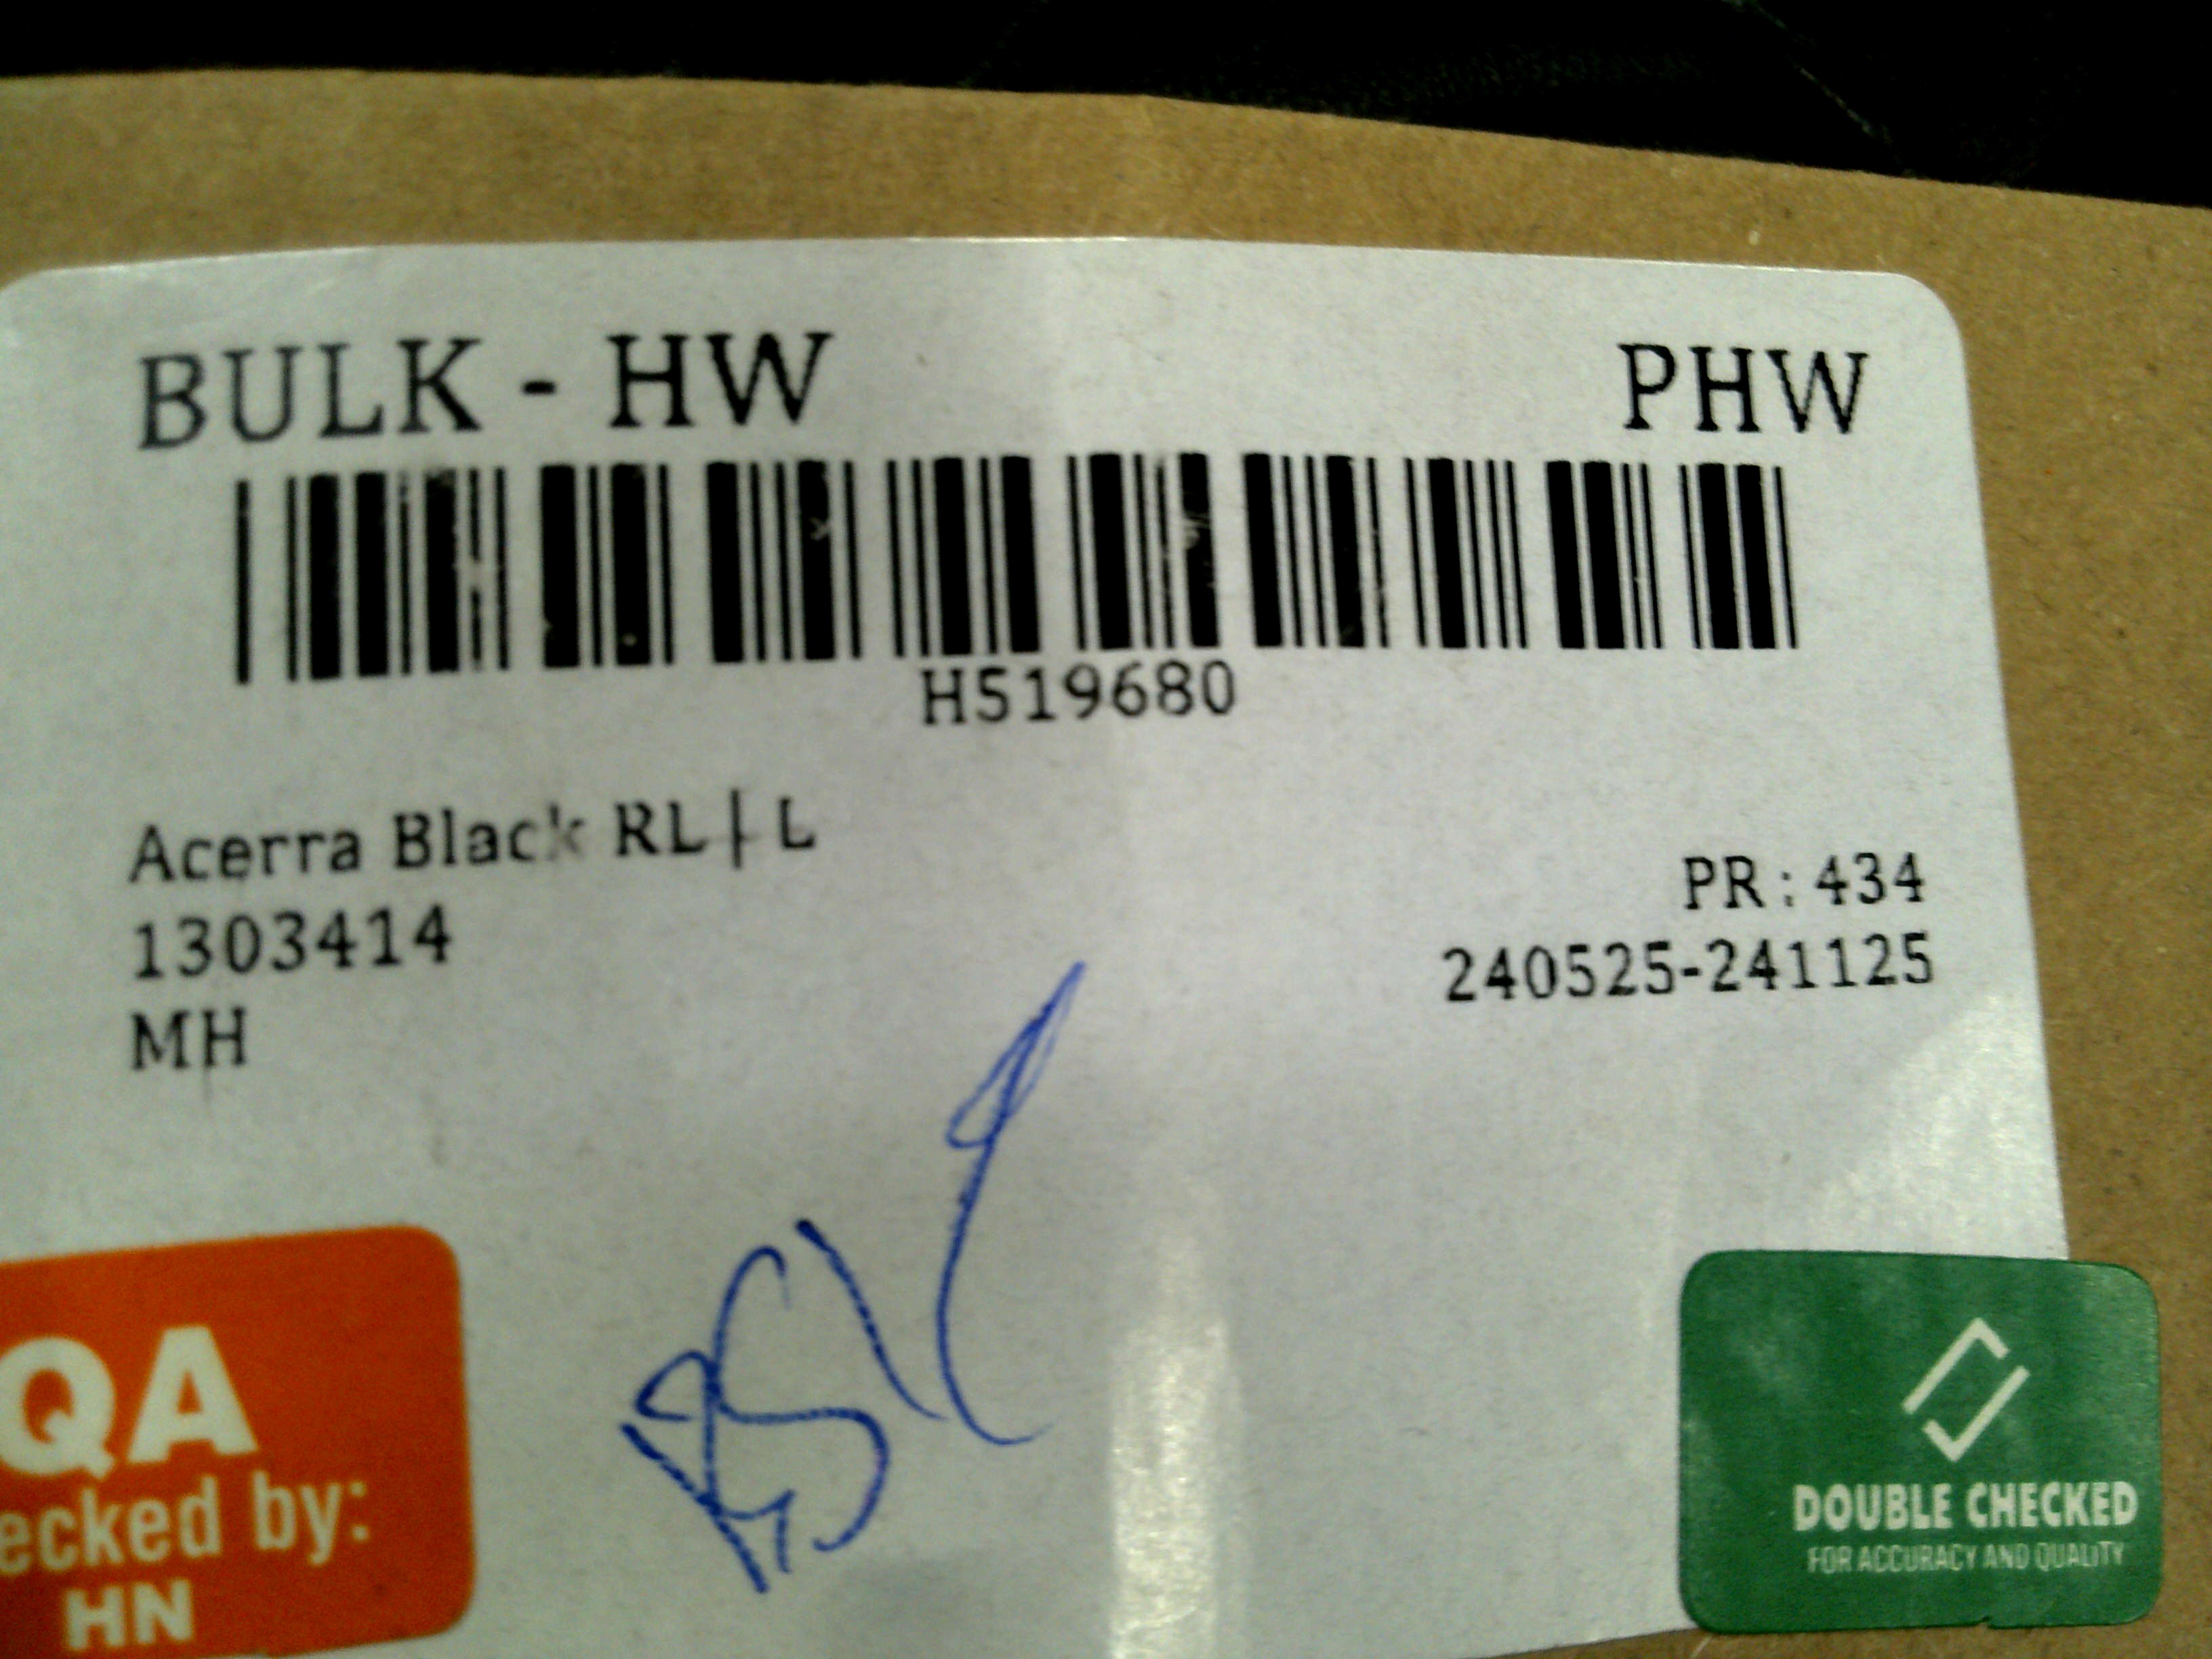 BULK - HW PHW
H519680
Acerra Black RL | L
1303414
MH
PR : 434
240525-241125
QA
ecked by:
HN
DOUBLE CHECKED
FOR ACCURACY AND QUALITY